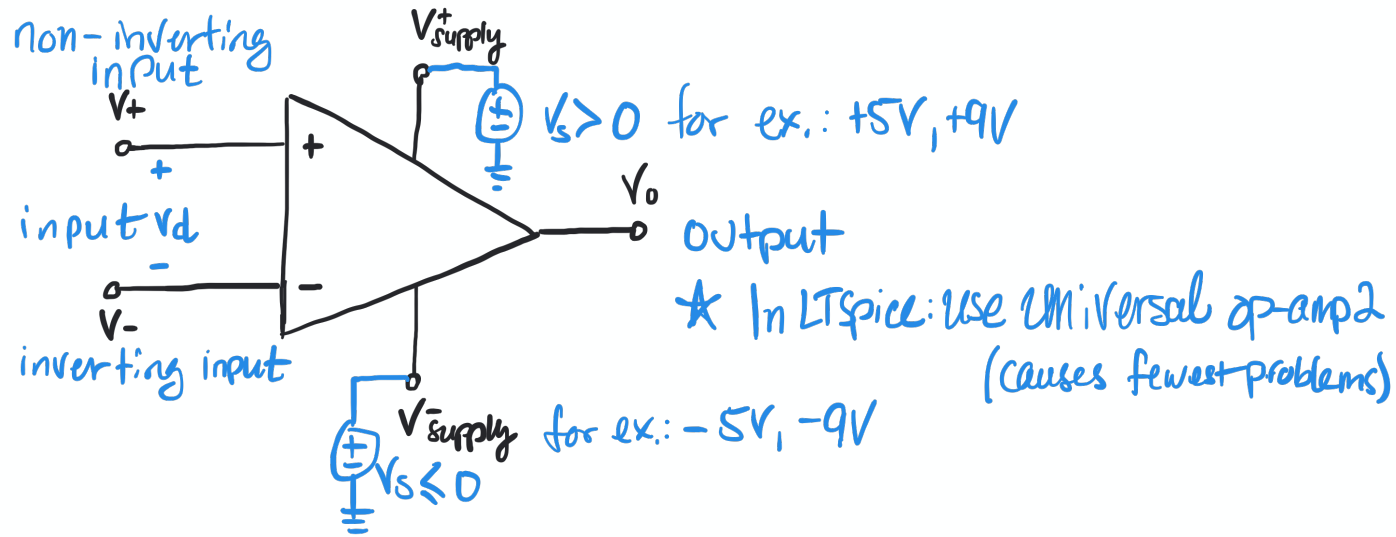 non-inverting
input
V+
+
input Vd
-
V-
inverting input
+
-
V+supply
+
-
Vs>0 for ex.: +5V, +9V
Vo
output
★ In LTspice: Use Universal op-amp2
(causes fewest problems)
V-supply for ex.: -5V, -9V
+
-
Vs≤0